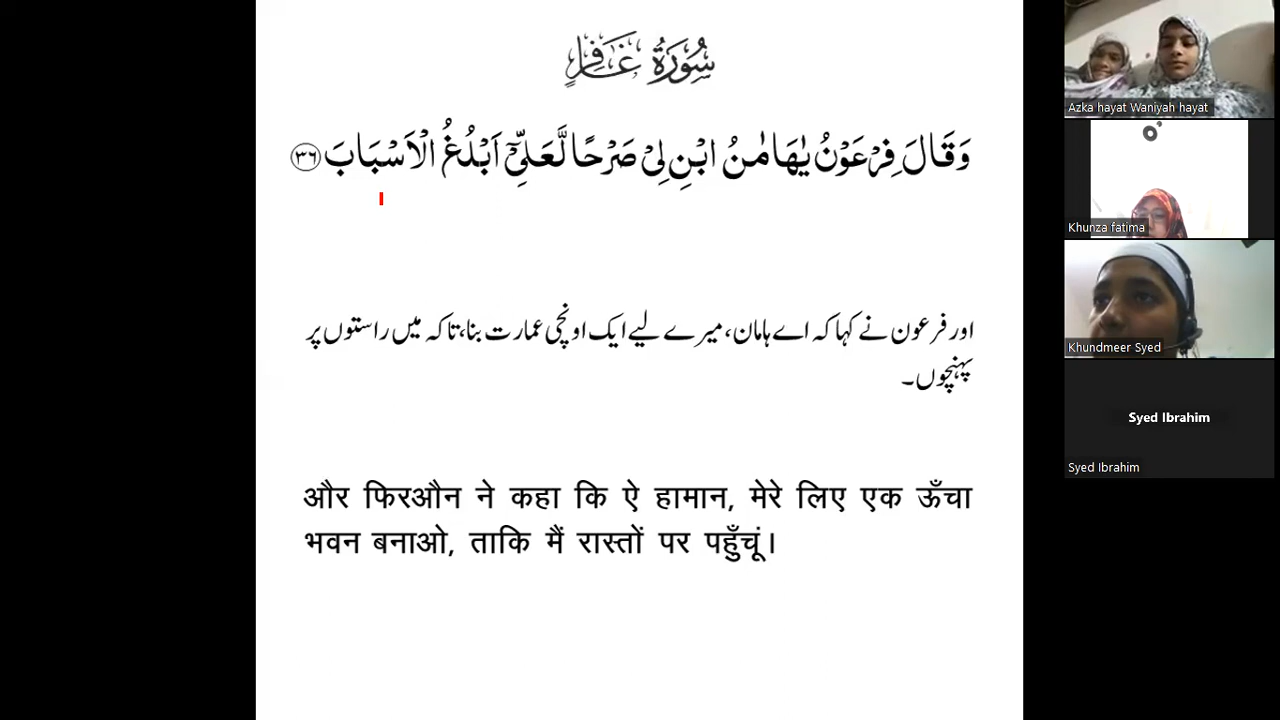 سُورَةُ غَافِرٍ
وَقَالَ فِرْعَوْنُ يٰهَامٰنُ ابْنِ لِيْ صَرْحًا لَّعَلِّيْٓ اَبْلُغُ الْاَسْبَابَ ﴿٣٦﴾
اور فرعون نے کہا کہ اے ہامان، میرے لیے ایک اونچی عمارت بنا، تاکہ میں راستوں پر
پہنچوں۔
और फिरऔन ने कहा कि ऐ हामान, मेरे लिए एक ऊँचा
भवन बनाओ, ताकि मैं रास्तों पर पहुँचूं।
Azka hayat Waniyah hayat
Khunza fatima
Khundmeer Syed
Syed Ibrahim
Syed Ibrahim